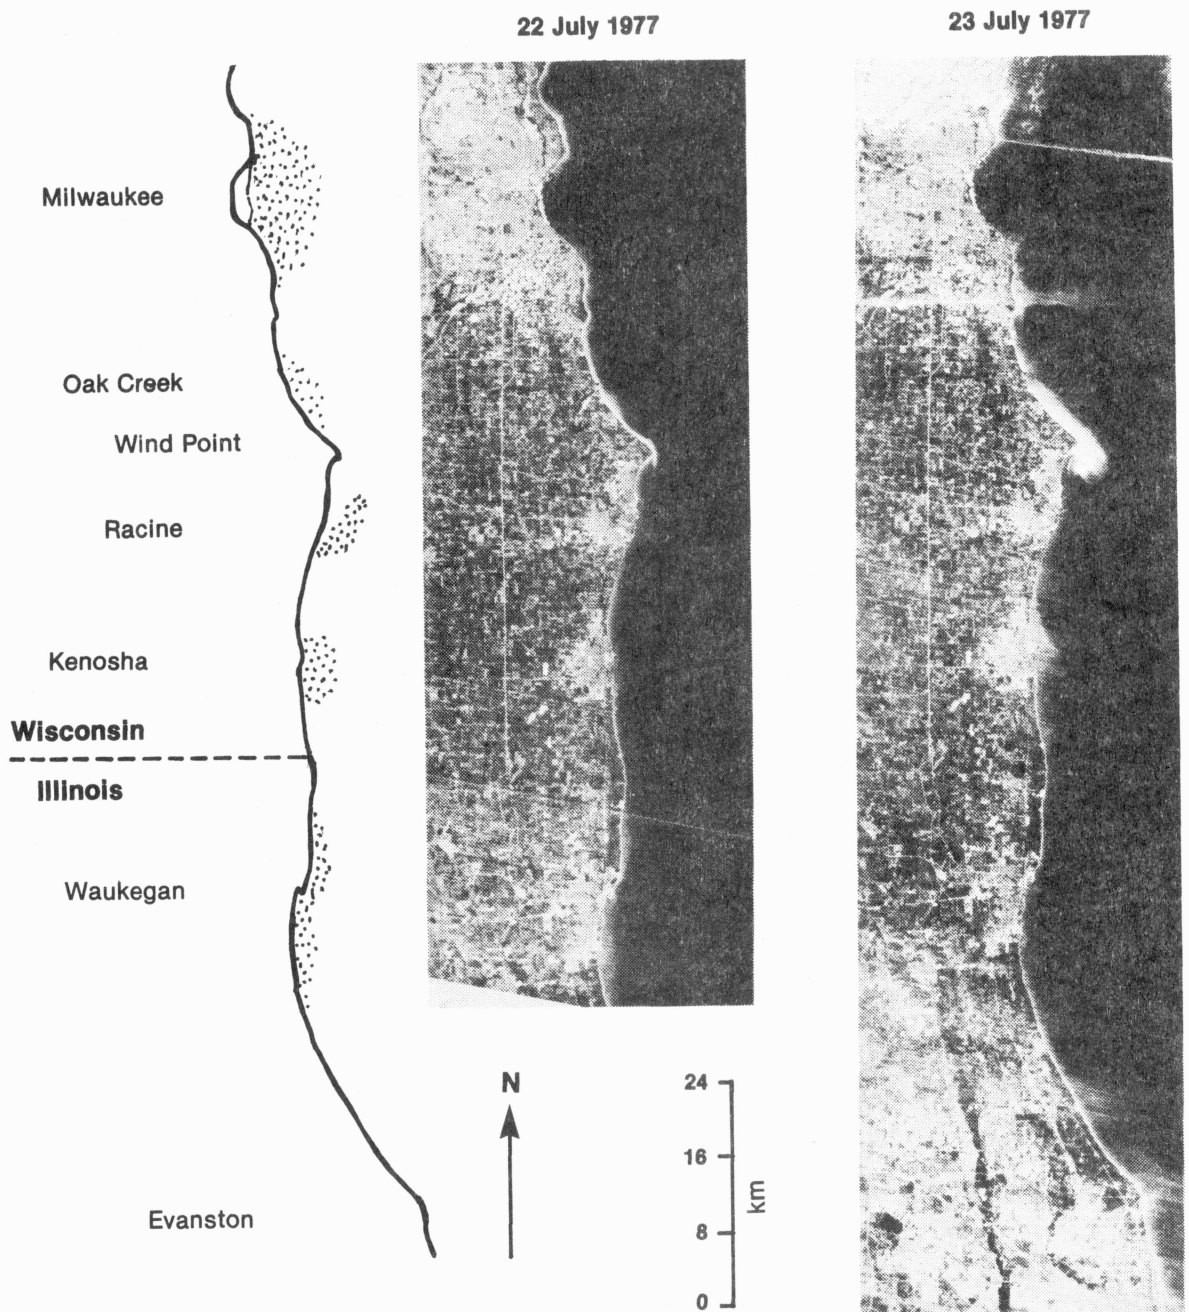 22 July 1977
23 July 1977
Milwaukee
Oak Creek
Wind Point
Racine
Kenosha
Wisconsin
Illinois
Waukegan
Evanston
N
24
16
8
0
km